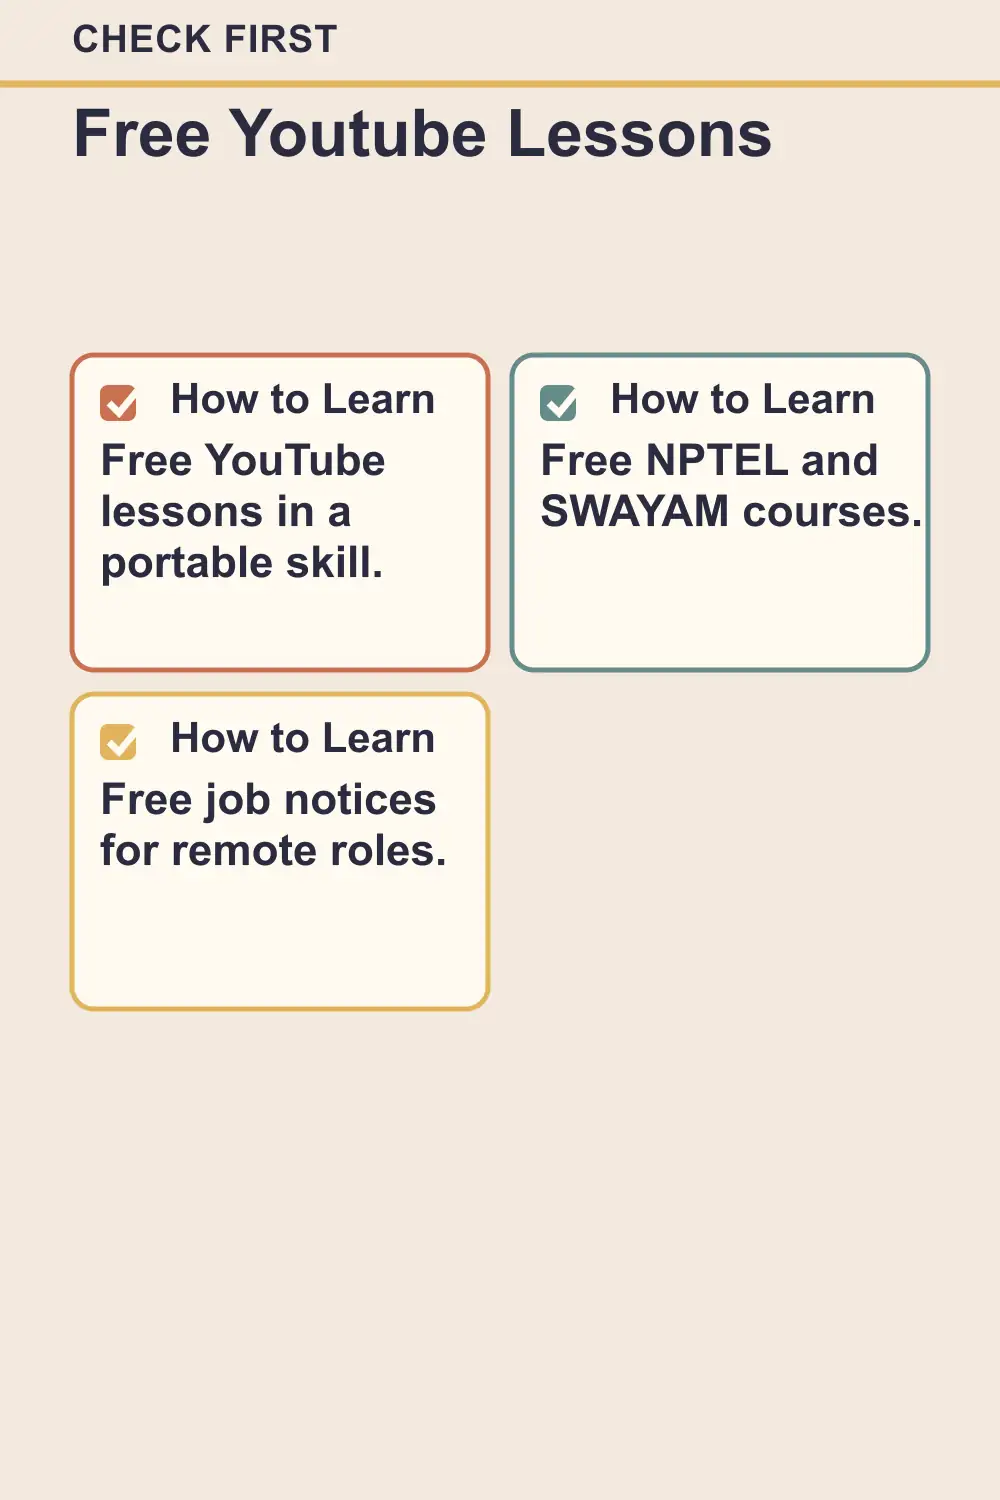 CHECK FIRST
Free Youtube Lessons
How to Learn
Free YouTube
lessons in a
portable skill.
How to Learn
Free NPTEL and
SWAYAM courses.
How to Learn
Free job notices
for remote roles.